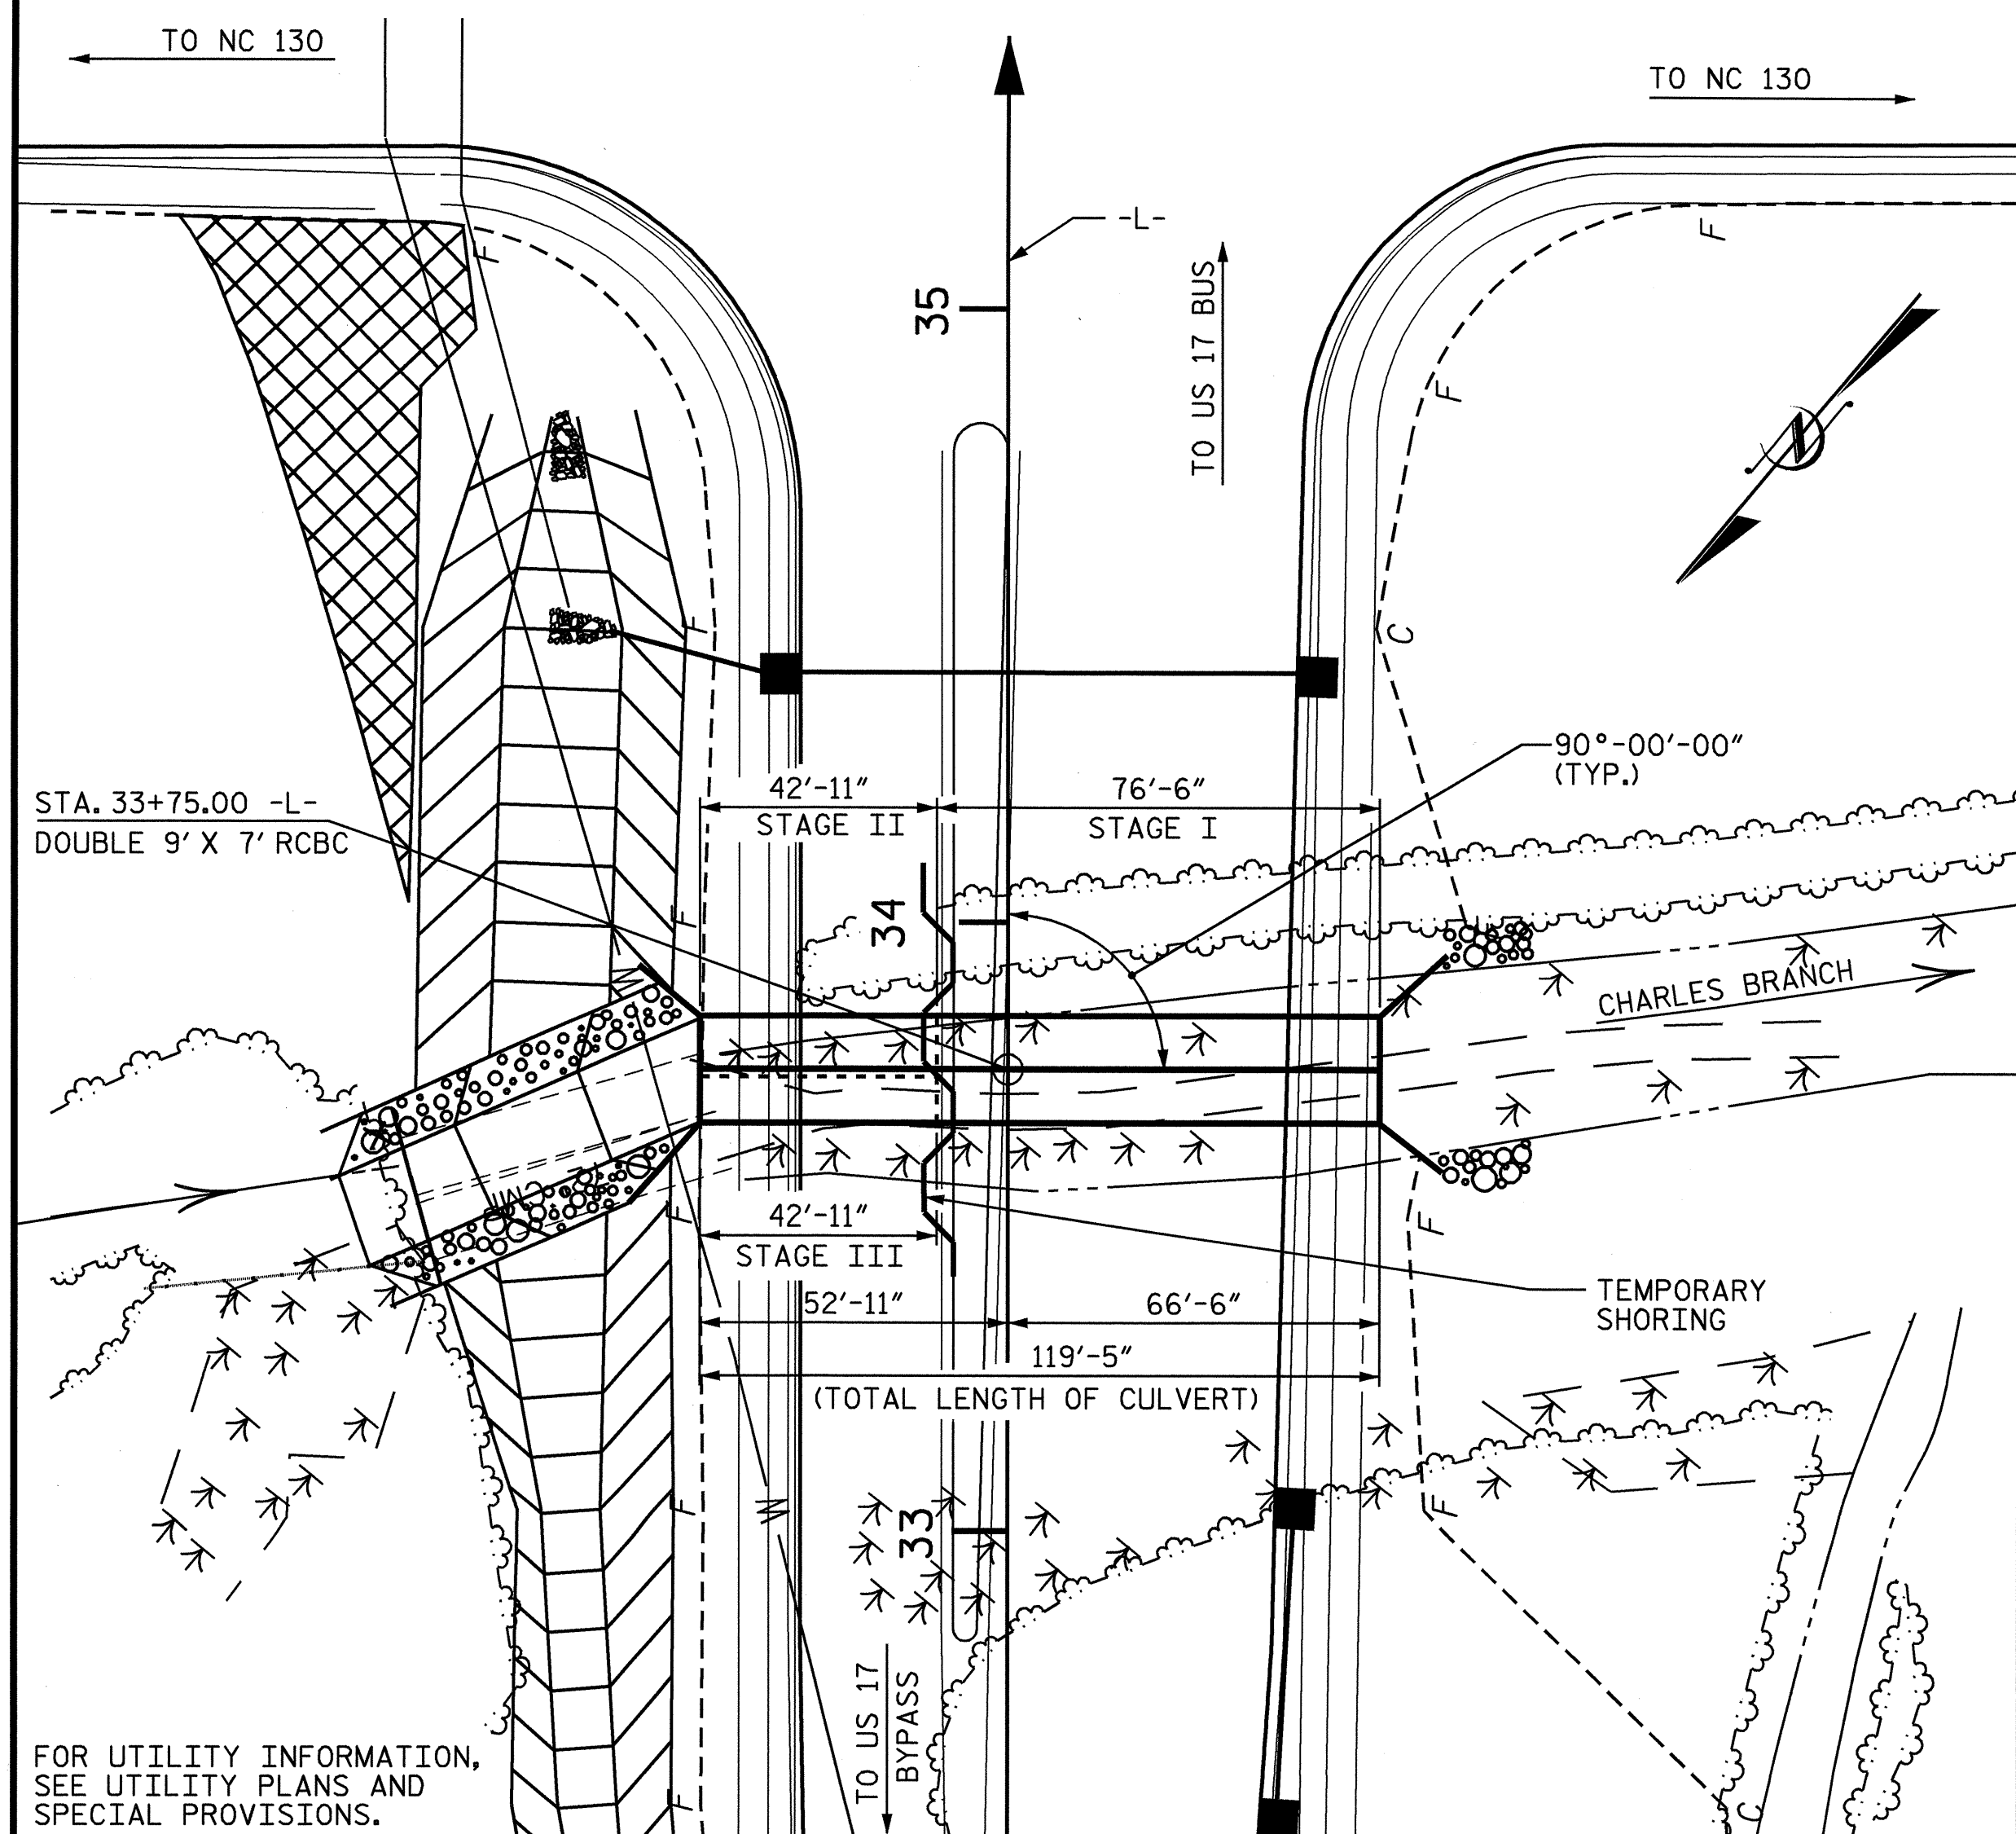 TO NC 130
TO NC 130
-L-
35
TO US 17 BUS
F
F
F
N
C
F
90°-00'-00"
(TYP.)
42'-11"
76'-6"
STAGE II
STAGE I
STA. 33+75.00 -L-
DOUBLE 9' X 7' RCBC
34
F
CHARLES BRANCH
W
F
F
42'-11"
STAGE III
TEMPORARY
SHORING
52'-11"
66'-6"
119'-5"
(TOTAL LENGTH OF CULVERT)
33
F
W
F
TO US 17
BYPASS
FOR UTILITY INFORMATION,
SEE UTILITY PLANS AND
SPECIAL PROVISIONS.
F
C